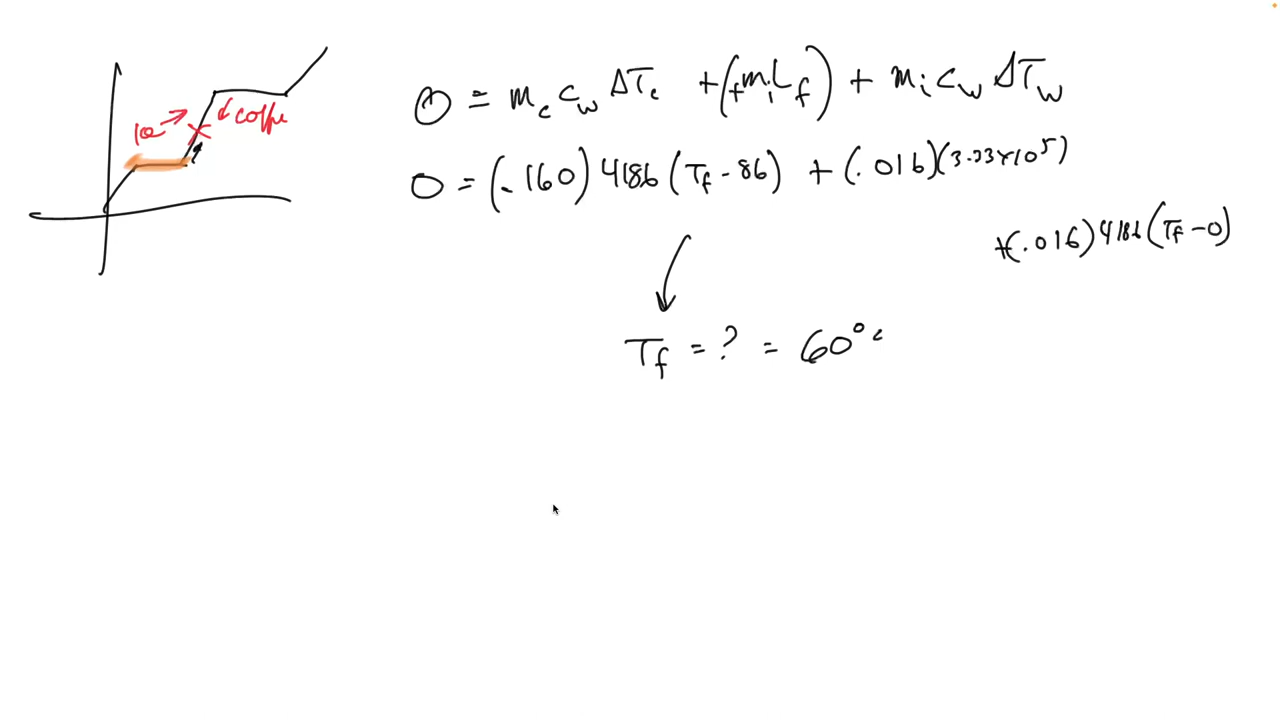 0 = m_c c_w ΔT_c + (f m_i L_f) + m_i c_w ΔT_w
ice → ↙ coffe
0 = (.160) 4186 (T_f - 86) + (.016)(3.33×10^5)
+(.016) 4186 (T_f - 0)
T_f = ? = 60°c